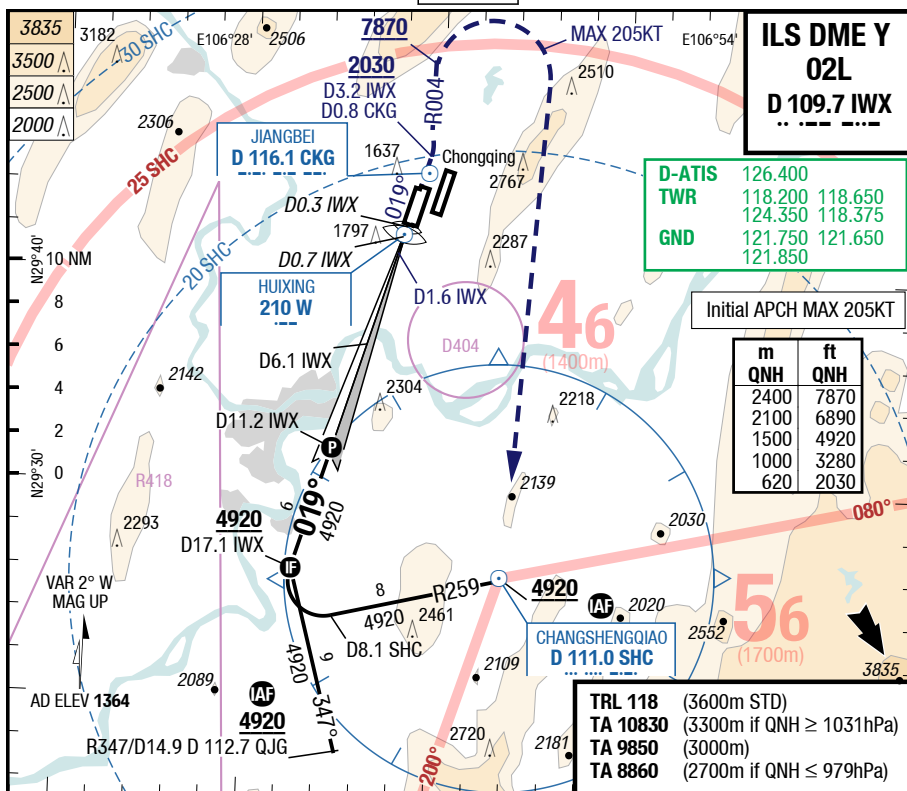 3835
3500
2500
2000
3182
30 SHC
E106°28'
2506
7870
2030
D3.2 IWX
D0.8 CKG
R004
MAX 205KT
E106°54'
2510
ILS DME Y
02L
D 109.7 IWX
2306
25 SHC
JIANGBEI
D 116.1 CKG
1637
Chongqing
2767
019°
D0.3 IWX
1797
D0.7 IWX
2287
20 SHC
HUIXING
210 W
D1.6 IWX
D-ATIS 126.400
TWR 118.200 118.650
124.350 118.375
GND 121.750 121.650
121.850
N29°40'
10 NM
8
6
4
2
0
N29°30'
D404
46
(1400m)
Initial APCH MAX 205KT
m ft
QNH QNH
2400 7870
2100 6890
1500 4920
1000 3280
620 2030
D6.1 IWX
2142
2304
2218
D11.2 IWX
P
R418
2139
2293
6
019°
4920
4920
D17.1 IWX
IF
2030
080°
VAR 2° W
MAG UP
8
R259
4920
4920
IAF
2461
D8.1 SHC
2020
2552
56
(1700m)
CHANGSHENGQIAO
D 111.0 SHC
9
4920
347°
2089
2109
3835
AD ELEV 1364
IAF
4920
R347/D14.9 D 112.7 QJG
2720
2181
200°
TRL 118 (3600m STD)
TA 10830 (3300m if QNH ≥ 1031hPa)
TA 9850 (3000m)
TA 8860 (2700m if QNH ≤ 979hPa)